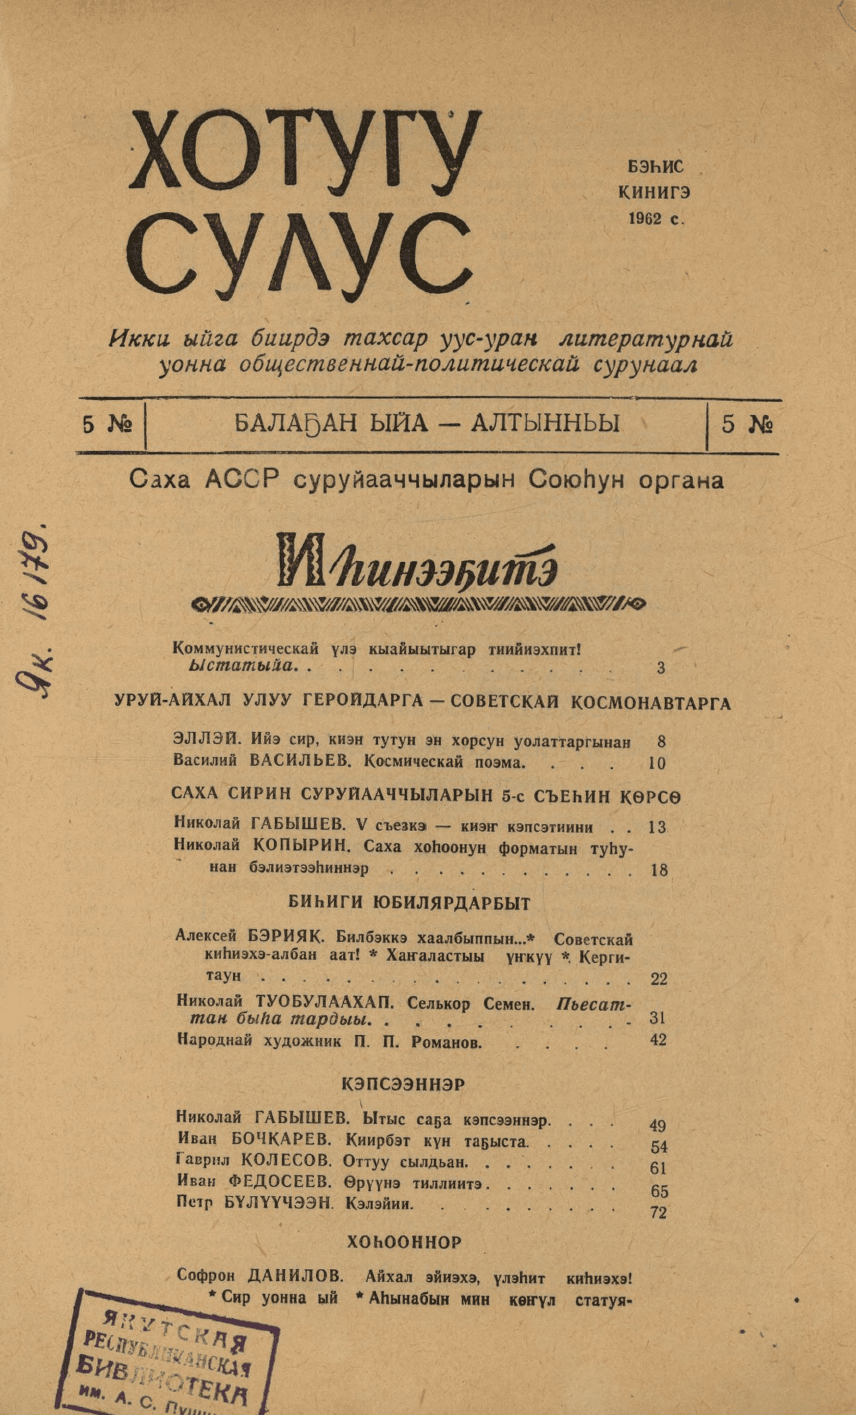 ХОТУГУ
СУЛУС
БЭҺИС
КИНИГЭ
1962 с.
Икки ыйга биирдэ тахсар уус-уран литературнай
уонна общественнай-политическай сурунаал
5 № БАЛАҔАН ЫЙА — АЛТЫННЬЫ 5 №
Саха АССР суруйааччыларын Союһун органа
Иһинээҕитэ
Коммунистическай үлэ кыайыытыгар тиийиэхпит!
Ыстатыйа. . . . . . . . . . . 3
УРУЙ-АЙХАЛ УЛУУ ГЕРОЙДАРГА — СОВЕТСКАЙ КОСМОНАВТАРГА
ЭЛЛЭЙ. Ийэ сир, киэн тутун эн хорсун уолаттаргынан 8
Василий ВАСИЛЬЕВ. Космическай поэма. . . . 10
САХА СИРИН СУРУЙААЧЧЫЛАРЫН 5-с СЪЕҺИН КӨРСӨ
Николай ГАБЫШЕВ. V съезкэ — киэҥ кэпсэтиини . . 13
Николай КОПЫРИН. Саха хоһоонун форматын туһу-
нан бэлиэтээһиннэр . . . . . . . . . . . 18
БИҺИГИ ЮБИЛЯРДАРБЫТ
Алексей БЭРИЯК. Билбэккэ хаалбыппын...* Советскай
киһиэхэ-албан аат! * Хаҥаластыы үҥкүү *. Керги-
таун . . . . . . . . . . . . . . . . . 22
Николай ТУОБУЛААХАП. Селькор Семен. Пьесат-
тан быһа тардыы. . . . . . . . . . 31
Народнай художник П. П. Романов. . . . . 42
КЭПСЭЭННЭР
Николай ГАБЫШЕВ. Ытыс саҕа кэпсээннэр. . . . 49
Иван БОЧКАРЕВ. Киирбэт күн таҕыста. . . . . 54
Гаврил КОЛЕСОВ. Оттуу сылдьан. . . . . . . . 61
Иван ФЕДОСЕЕВ. Өрүүнэ тиллиитэ. . . . . . . 65
Петр БҮЛҮҮЧЭЭН. Кэлэйии. . . . . . . . 72
ХОҺООННОР
Софрон ДАНИЛОВ. Айхал эйиэхэ, үлэһит киһиэхэ!
* Сир уонна ый * Аһынабын мин көҥүл статуя-
Як. 16179.
ЯКУТСКАЯ
РЕСПУБЛИКАНСКАЯ
БИБЛИОТЕКА
им. А. С.